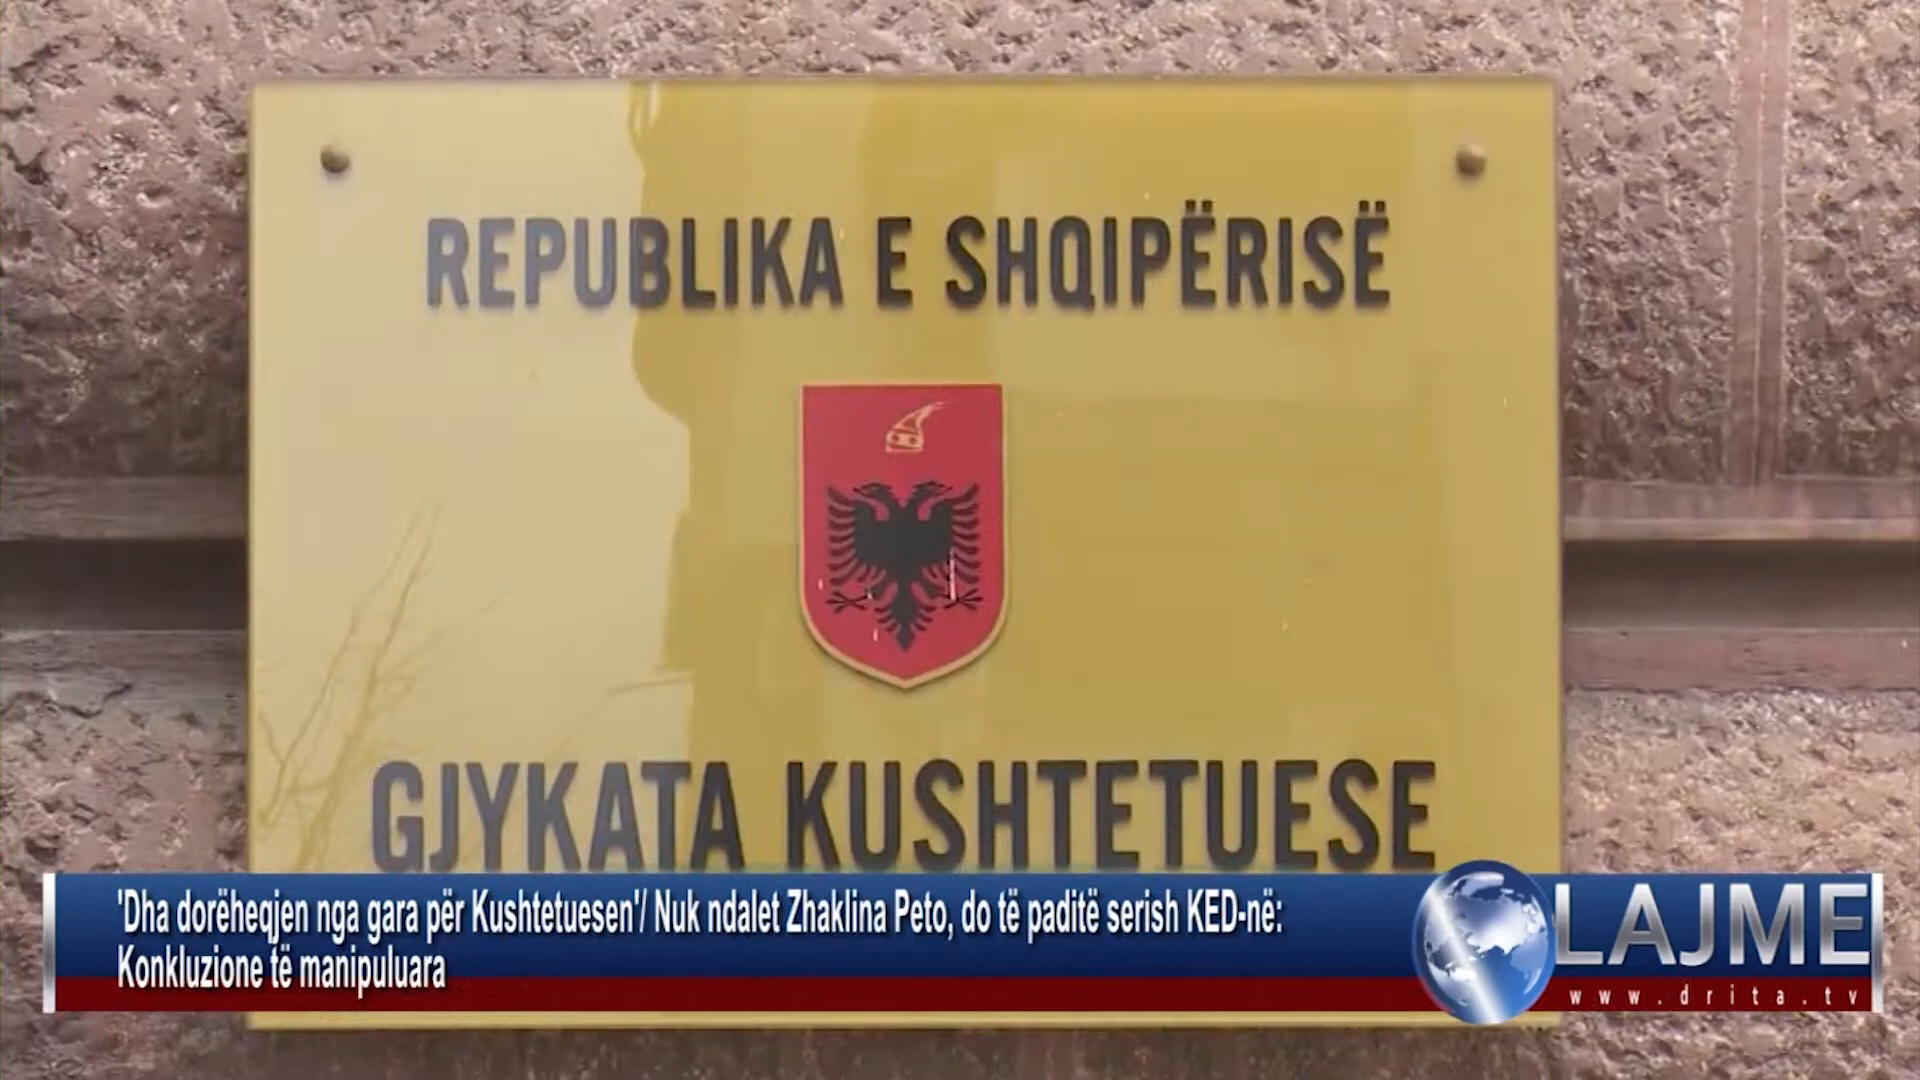 REPUBLIKA E SHQIPËRISË
GJYKATA KUSHTETUESE
'Dha dorëheqjen nga gara për Kushtetuesen'/ Nuk ndalet Zhaklina Peto, do të paditë serish KED-në:
Konkluzione të manipuluara
LAJME
www.drita.tv